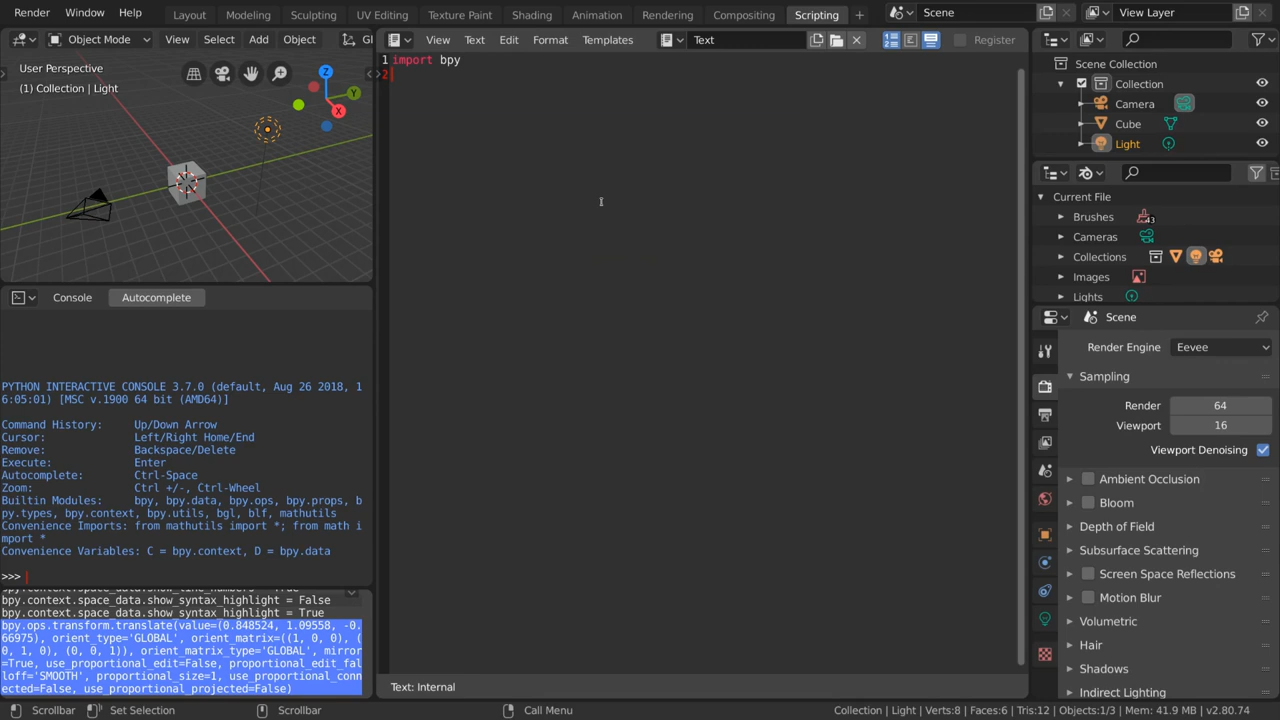 Render Window Help Layout Modeling Sculpting UV Editing Texture Paint Shading Animation Rendering Compositing Scripting + Scene View Layer
Object Mode View Select Add Object Gl
User Perspective
(1) Collection | Light
Z
Y
X
View Text Edit Format Templates Text Register
1 import bpy
2
Scene Collection
Collection
Camera
Cube
Light
Current File
Brushes 43
Cameras
Collections
Images
Lights
Scene
Render Engine Eevee
Sampling
Render 64
Viewport 16
Viewport Denoising
Ambient Occlusion
Bloom
Depth of Field
Subsurface Scattering
Screen Space Reflections
Motion Blur
Volumetric
Hair
Shadows
Indirect Lighting
Console Autocomplete
PYTHON INTERACTIVE CONSOLE 3.7.0 (default, Aug 26 2018, 1
6:05:01) [MSC v.1900 64 bit (AMD64)]
Command History: Up/Down Arrow
Cursor: Left/Right Home/End
Remove: Backspace/Delete
Execute: Enter
Autocomplete: Ctrl-Space
Zoom: Ctrl +/-, Ctrl-Wheel
Builtin Modules: bpy, bpy.data, bpy.ops, bpy.props, b
py.types, bpy.context, bpy.utils, bgl, blf, mathutils
Convenience Imports: from mathutils import *; from math i
mport *
Convenience Variables: C = bpy.context, D = bpy.data
>>>
bpy.context.space_data.show_line_numbers = True
bpy.context.space_data.show_syntax_highlight = False
bpy.context.space_data.show_syntax_highlight = True
bpy.ops.transform.translate(value=(0.848524, 1.09558, -0.
66975), orient_type='GLOBAL', orient_matrix=((1, 0, 0), (
0, 1, 0), (0, 0, 1)), orient_matrix_type='GLOBAL', mirror
=True, use_proportional_edit=False, proportional_edit_fal
loff='SMOOTH', proportional_size=1, use_proportional_conn
ected=False, use_proportional_projected=False)
Text: Internal
Scrollbar Set Selection Scrollbar Call Menu Collection | Light | Verts:8 | Faces:6 | Tris:12 | Objects:1/3 | Mem: 41.9 MB | v2.80.74